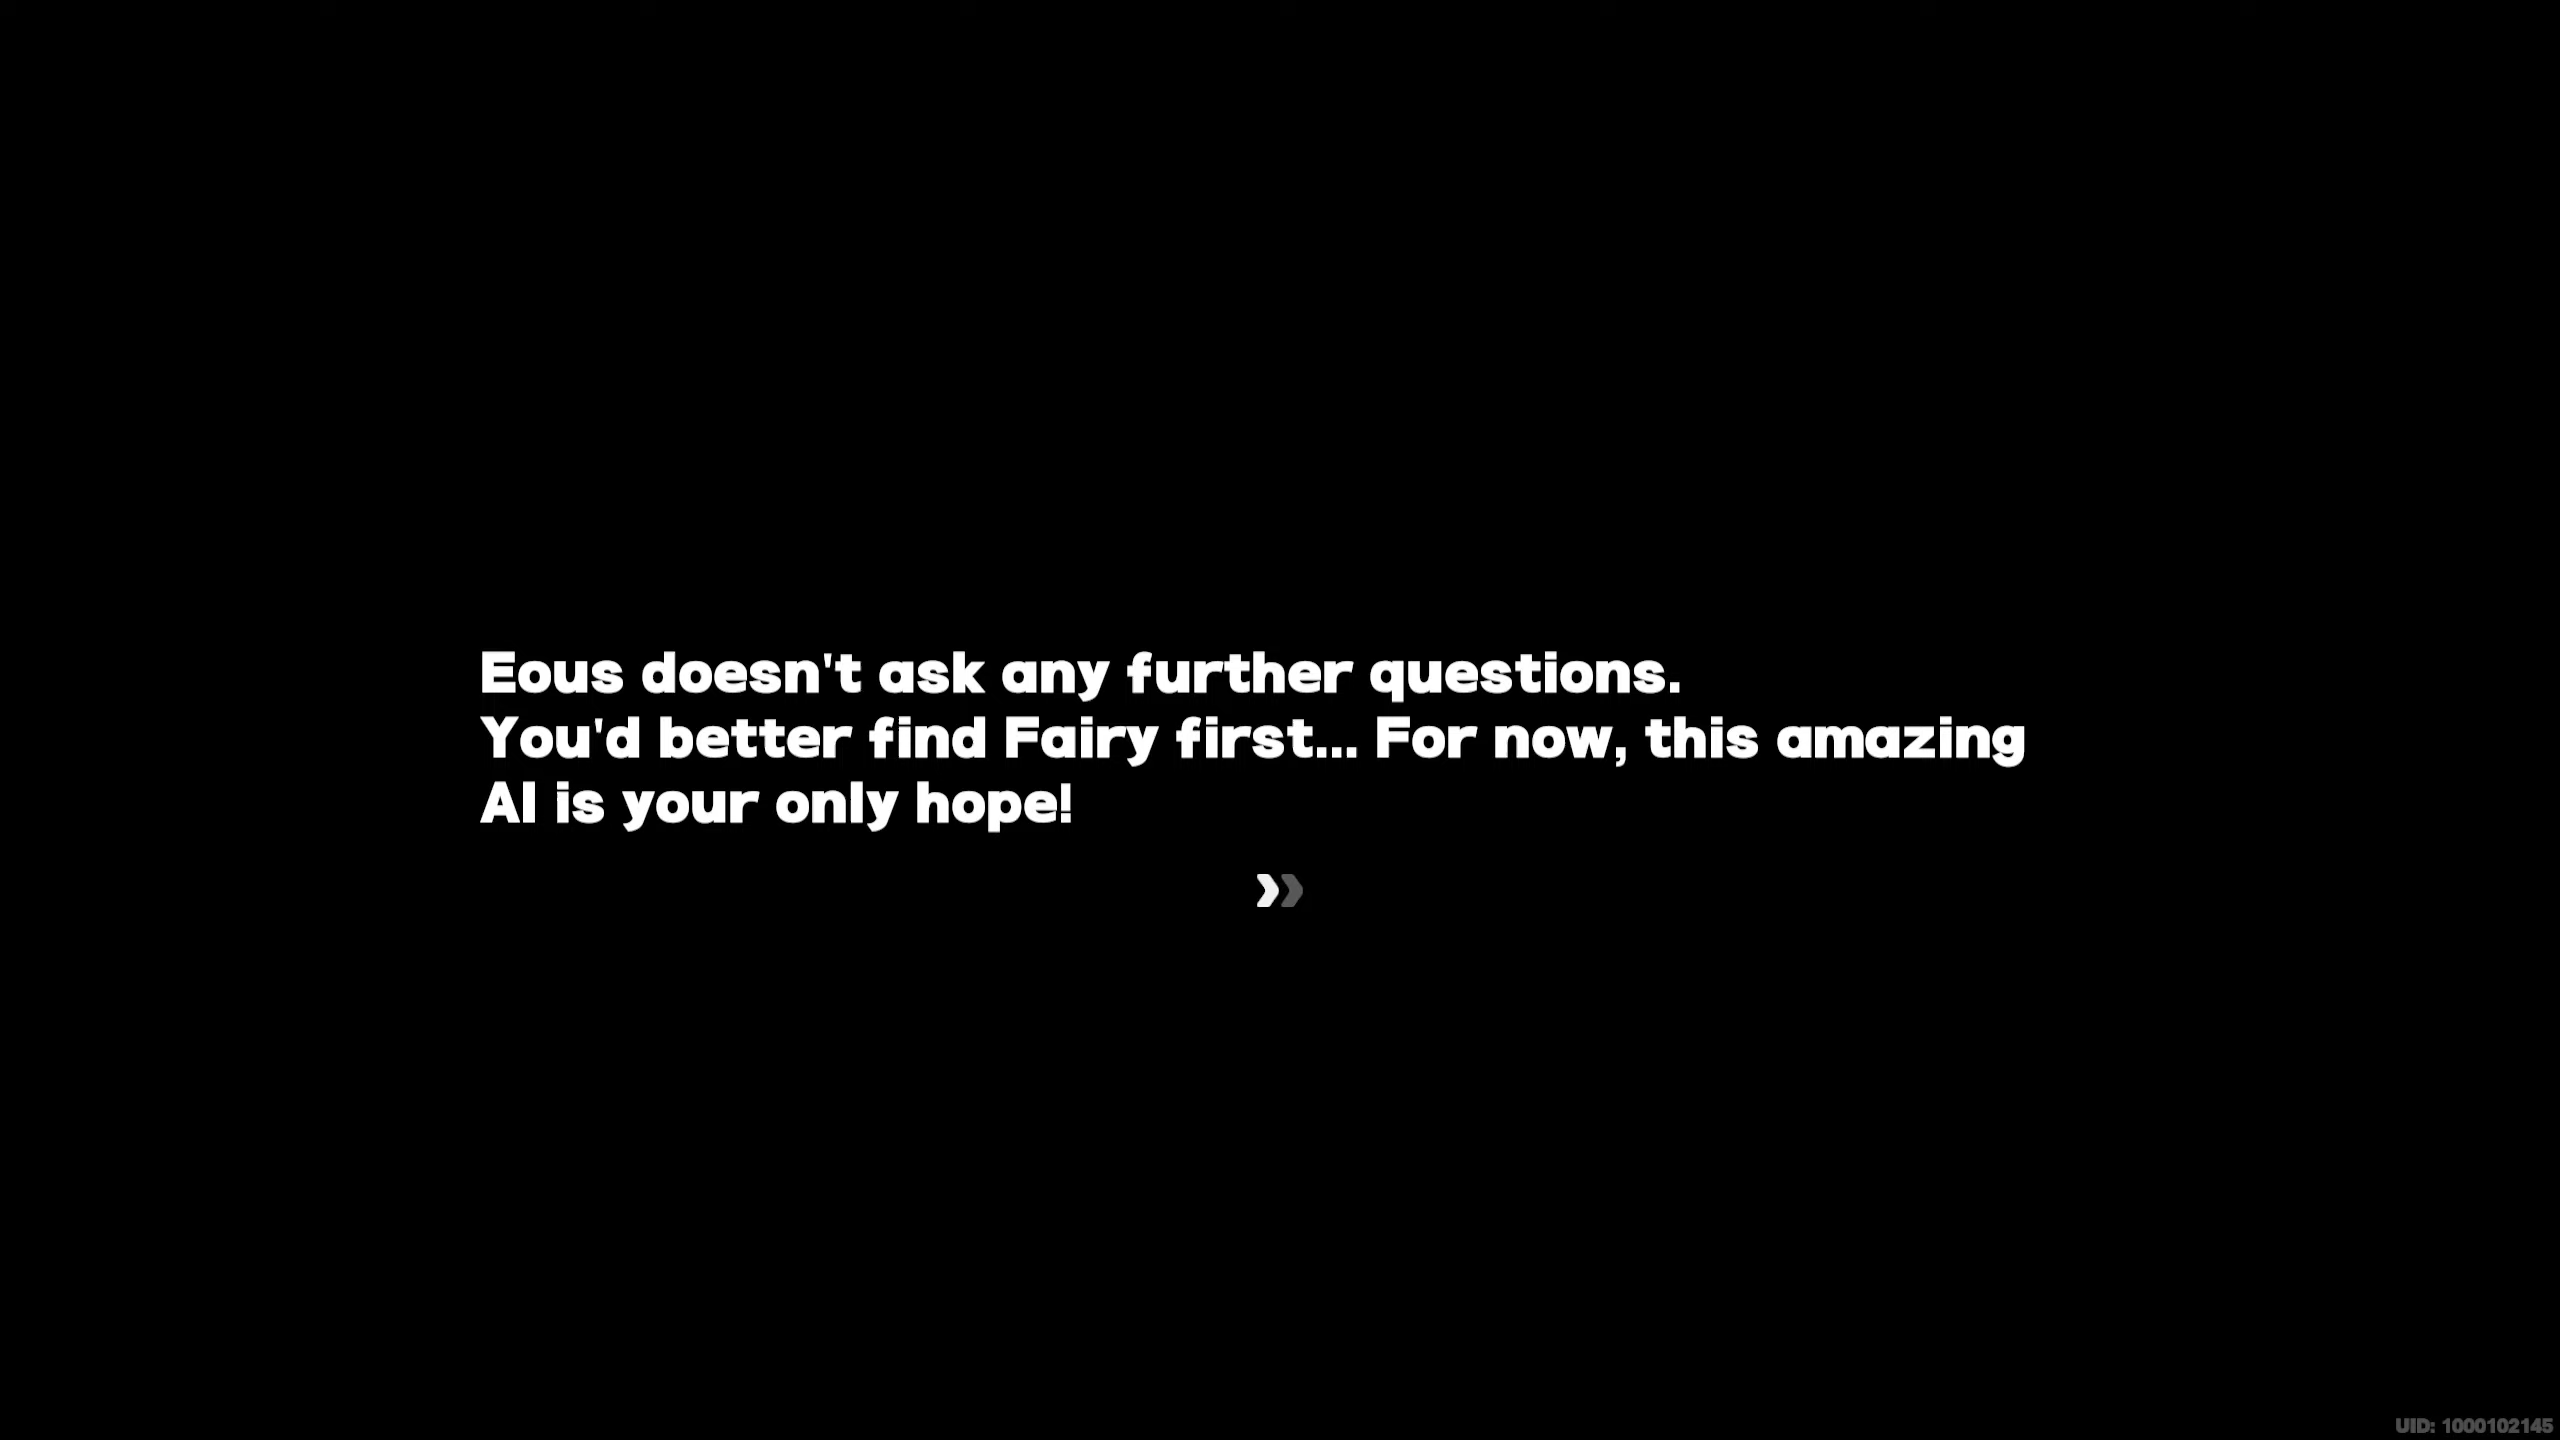 Eous doesn't ask any further questions.
You'd better find Fairy first... For now, this amazing
AI is your only hope!
UID: 1000102145